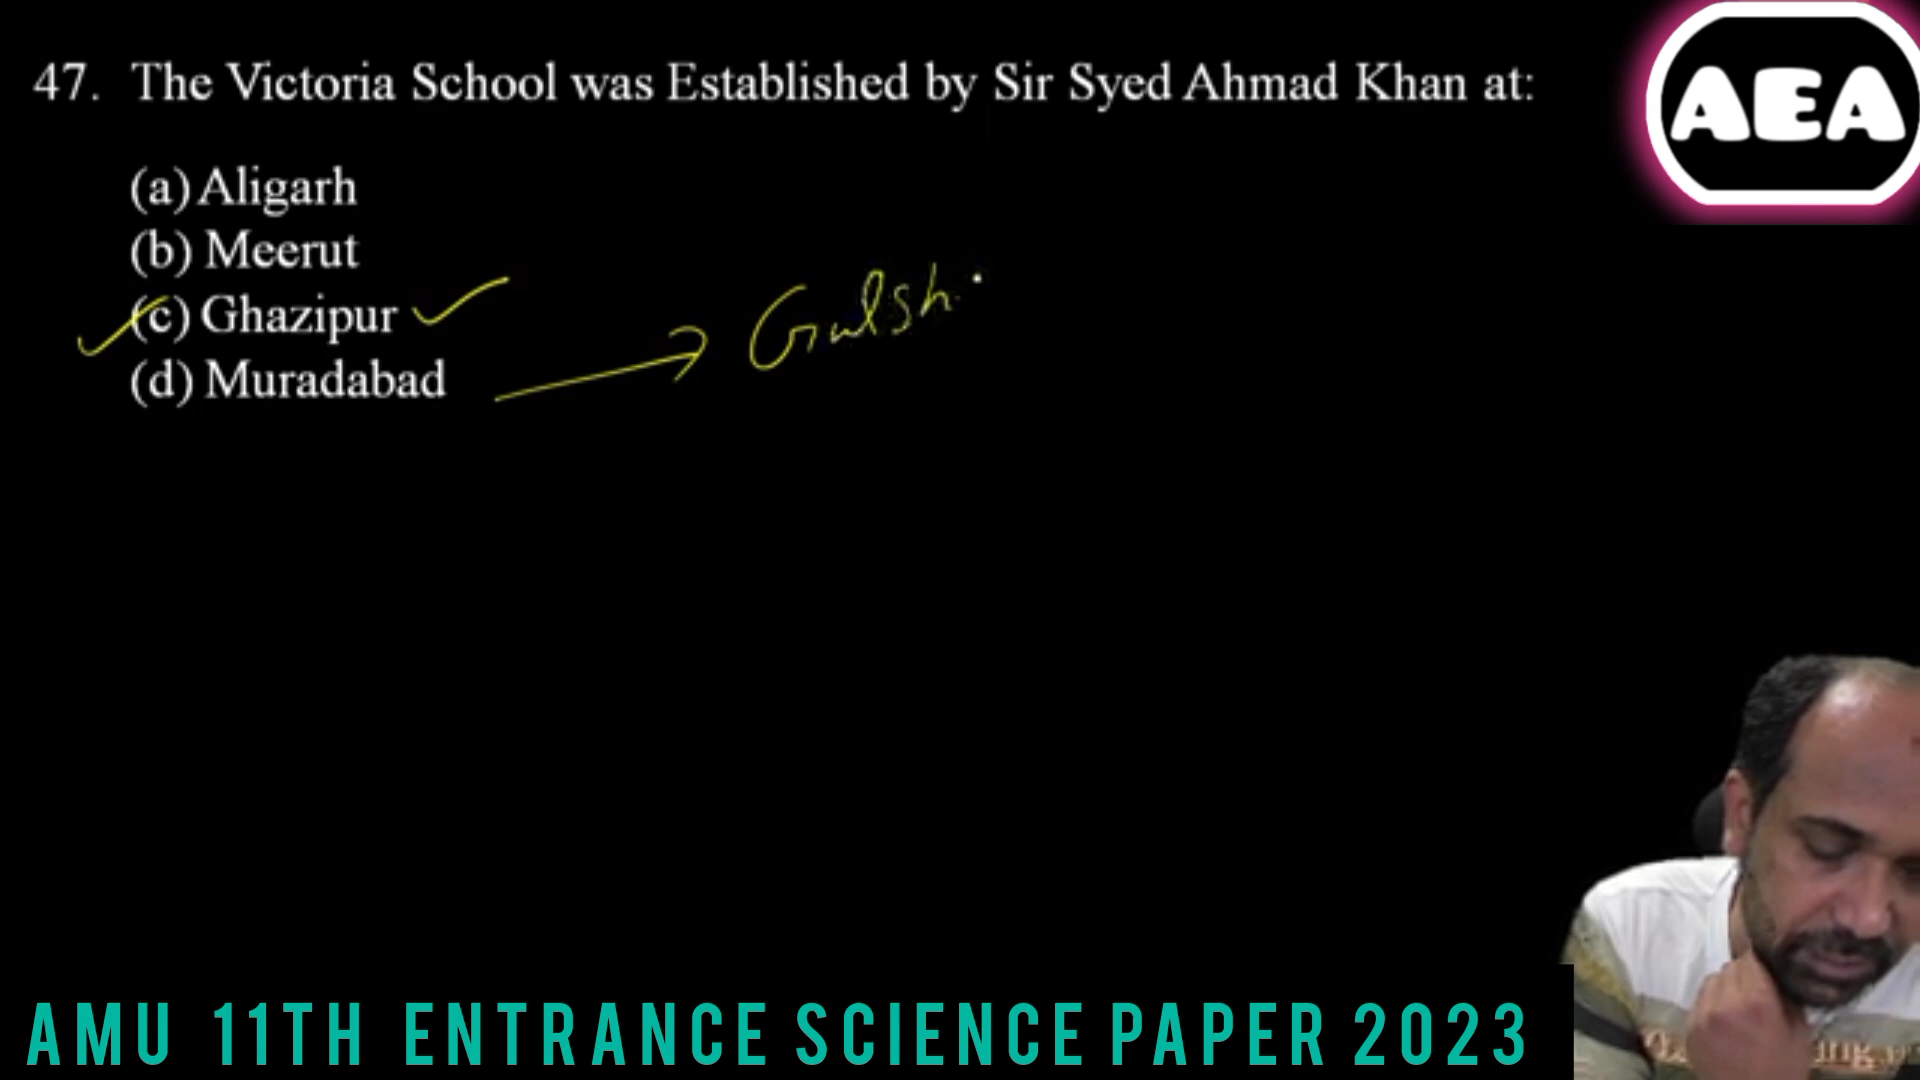 47. The Victoria School was Established by Sir Syed Ahmad Khan at:
AEA
(a) Aligarh
(b) Meerut
(c) Ghazipur
(d) Muradabad
Gulsh
AMU 11TH ENTRANCE SCIENCE PAPER 2023